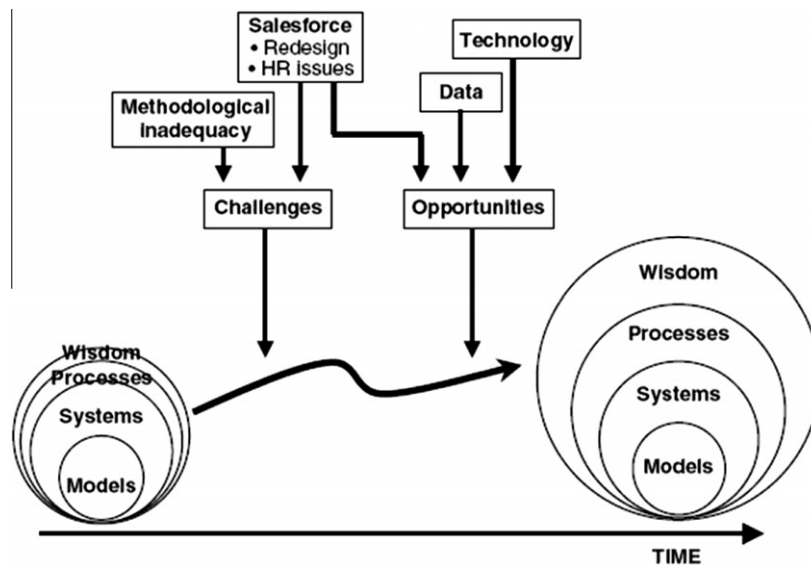 Salesforce
• Redesign
• HR issues
Technology
Data
Methodological
Inadequacy
Challenges
Opportunities
Wisdom
Processes
Systems
Models
Wisdom
Processes
Systems
Models
TIME